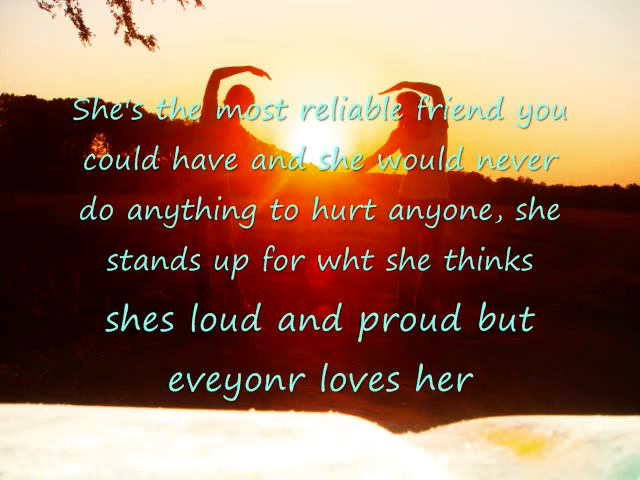 She's the most reliable friend you
could have and she would never
do anything to hurt anyone, she
stands up for wht she thinks
shes loud and proud but
eveyonr loves her